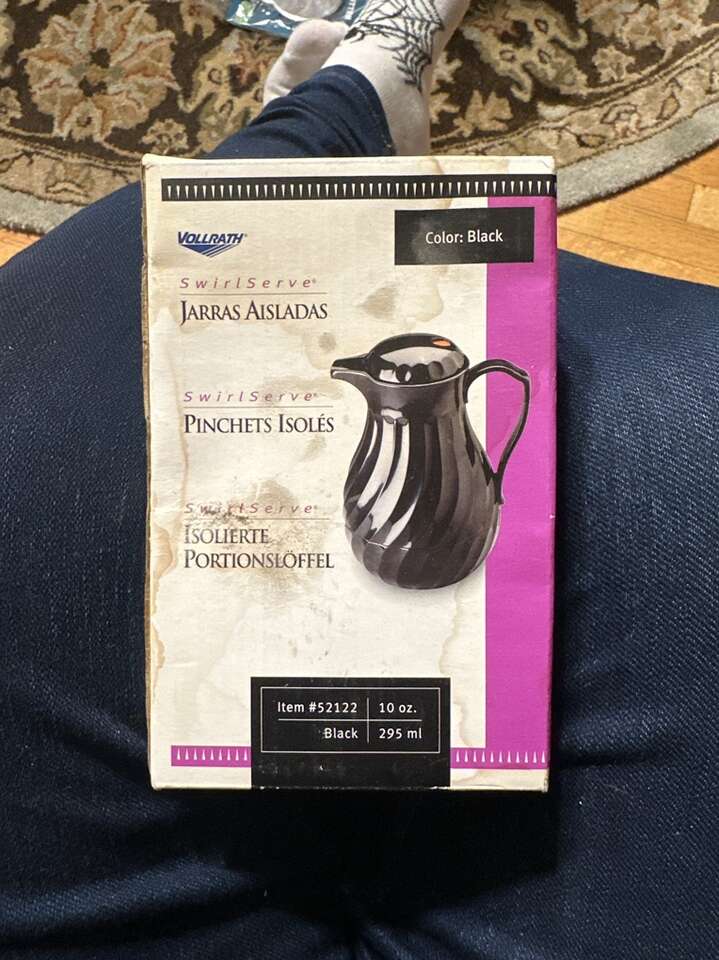 VOLLRATH®
Color: Black
SwirlServe®
JARRAS AISLADAS
SwirlServe®
PINCHETS ISOLÉS
SwirlServe®
ISOLIERTE
PORTIONSLÖFFEL
Item #52122 10 oz.
Black 295 ml